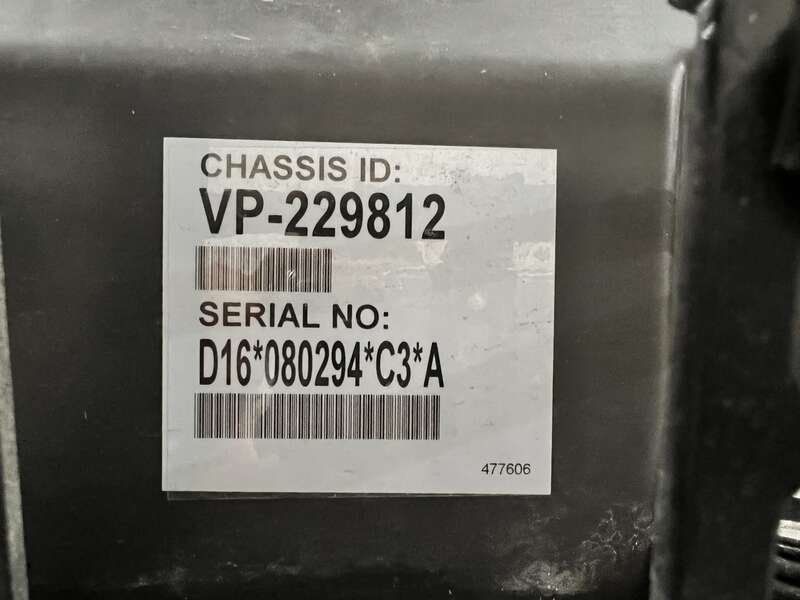 CHASSIS ID:
VP-229812
SERIAL NO:
D16*080294*C3*A
477606